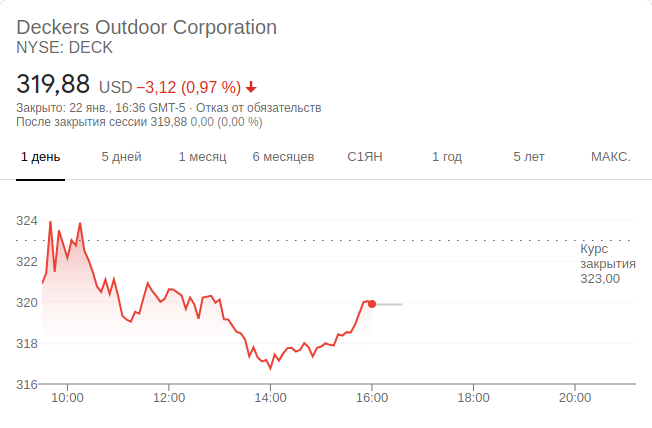 Deckers Outdoor Corporation
NYSE: DECK
319,88 USD −3,12 (0,97 %)
Закрыто: 22 янв., 16:36 GMT-5 · Отказ от обязательств
После закрытия сессии 319,88 0,00 (0,00 %)
1 день 5 дней 1 месяц 6 месяцев С1ЯН 1 год 5 лет МАКС.
324
Курс
закрытия
323,00
322
320
318
316
10:00 12:00 14:00 16:00 18:00 20:00